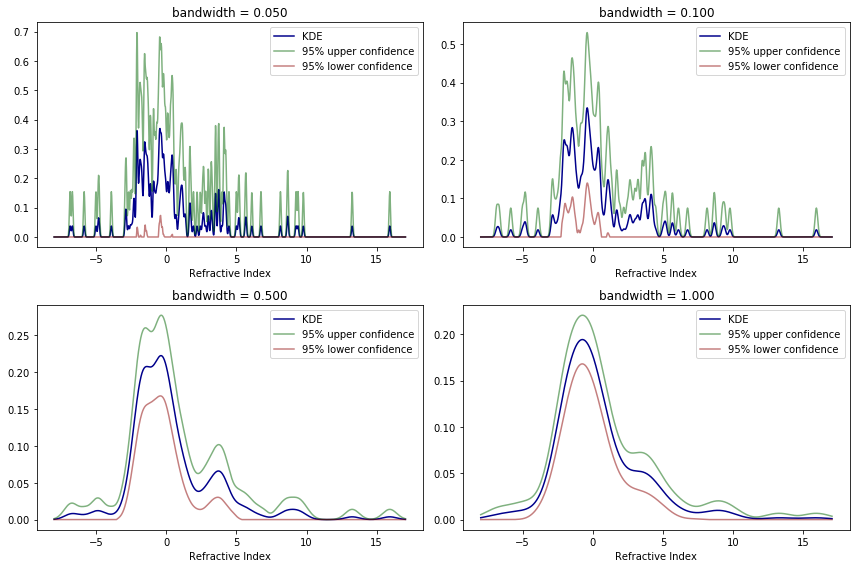 bandwidth = 0.050
0.7
0.6
0.5
0.4
0.3
0.2
0.1
0.0
KDE
95% upper confidence
95% lower confidence
−5 0 5 10 15
Refractive Index
bandwidth = 0.100
0.5
0.4
0.3
0.2
0.1
0.0
KDE
95% upper confidence
95% lower confidence
−5 0 5 10 15
Refractive Index
bandwidth = 0.500
0.25
0.20
0.15
0.10
0.05
0.00
KDE
95% upper confidence
95% lower confidence
−5 0 5 10 15
Refractive Index
bandwidth = 1.000
0.20
0.15
0.10
0.05
0.00
KDE
95% upper confidence
95% lower confidence
−5 0 5 10 15
Refractive Index